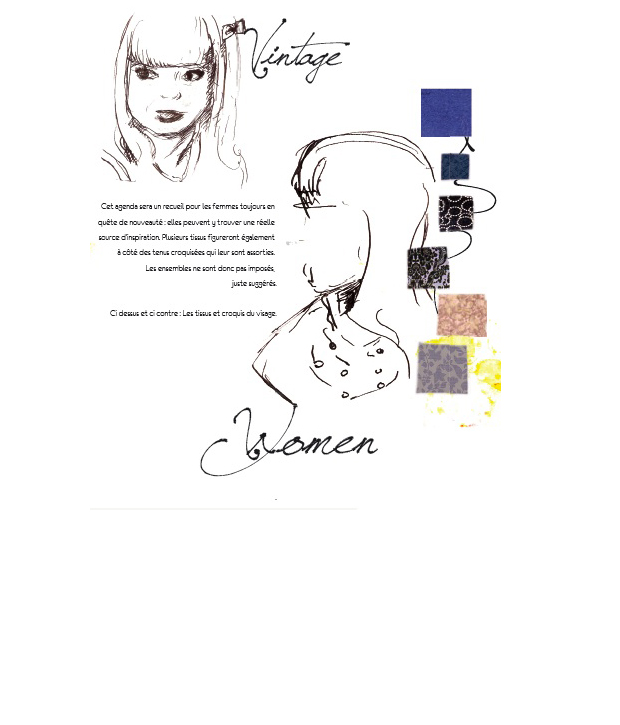 Vintage
Cet agenda sera un recueil pour les femmes toujours en
quête de nouveauté : elles peuvent y trouver une réelle
source d'inspiration. Plusieurs tissus figureront également
à côté des tenus croquisées qui leur sont assorties.
Les ensembles ne sont donc pas imposés,
juste suggérés.
Ci dessus et ci contre : Les tissus et croquis du visage.
Women